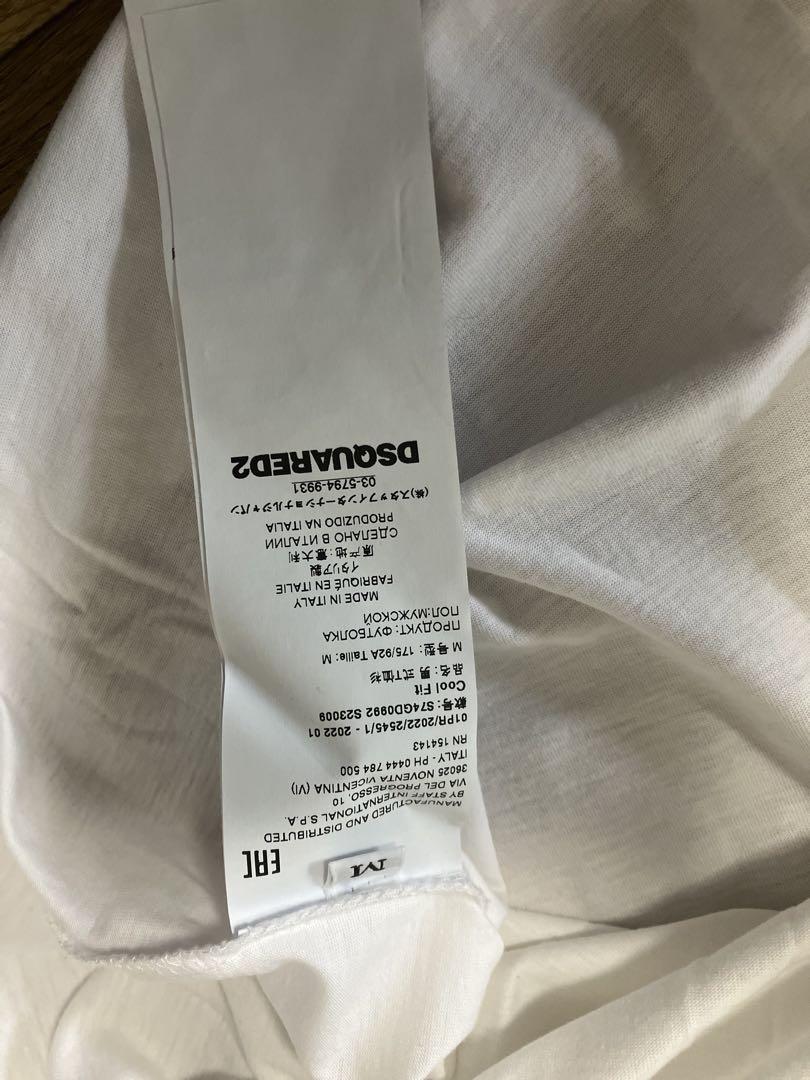 M
EAC
MANUFACTURED AND DISTRIBUTED
BY STAFF INTERNATIONAL S.P.A.
VIA DEL PROGRESSO, 10
36025 NOVENTA VICENTINA (VI)
ITALY - PH 0444 784 500
RN 154143
01PR/2022/2545/1 - 2022 01
款号: S74GD0992 S23009
Cool Fit
品名: 男式T恤衫
M 号型: 175/92A Taille: M
ПРОДУКТ: ФУТБОЛКА
ПОЛ:МУЖСКОЙ
MADE IN ITALY
FABRIQUÉ EN ITALIE
イタリア製
原产地: 意大利
СДЕЛАНО В ИТАЛИИ
PRODUZIDO NA ITALIA
(株)スタッフインターナショナルジャパン
03-5794-9931
DSQUARED2